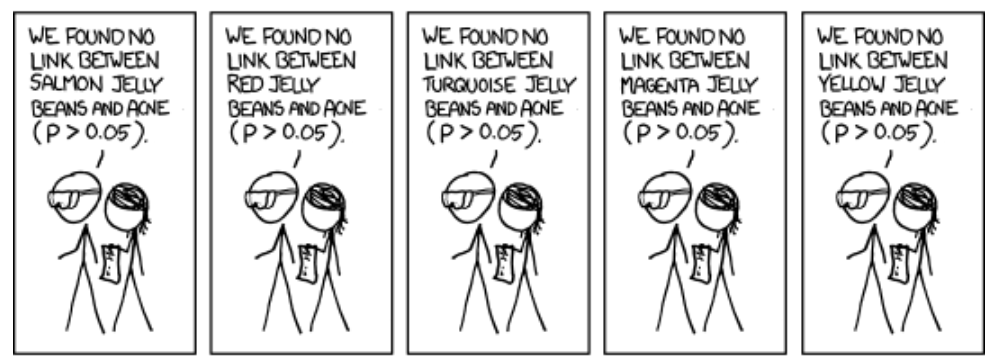 WE FOUND NO
LINK BETWEEN
SALMON JELLY
BEANS AND ACNE
(P > 0.05).
WE FOUND NO
LINK BETWEEN
RED JELLY
BEANS AND ACNE
(P > 0.05).
WE FOUND NO
LINK BETWEEN
TURQUOISE JELLY
BEANS AND ACNE
(P > 0.05).
WE FOUND NO
LINK BETWEEN
MAGENTA JELLY
BEANS AND ACNE
(P > 0.05).
WE FOUND NO
LINK BETWEEN
YELLOW JELLY
BEANS AND ACNE
(P > 0.05).